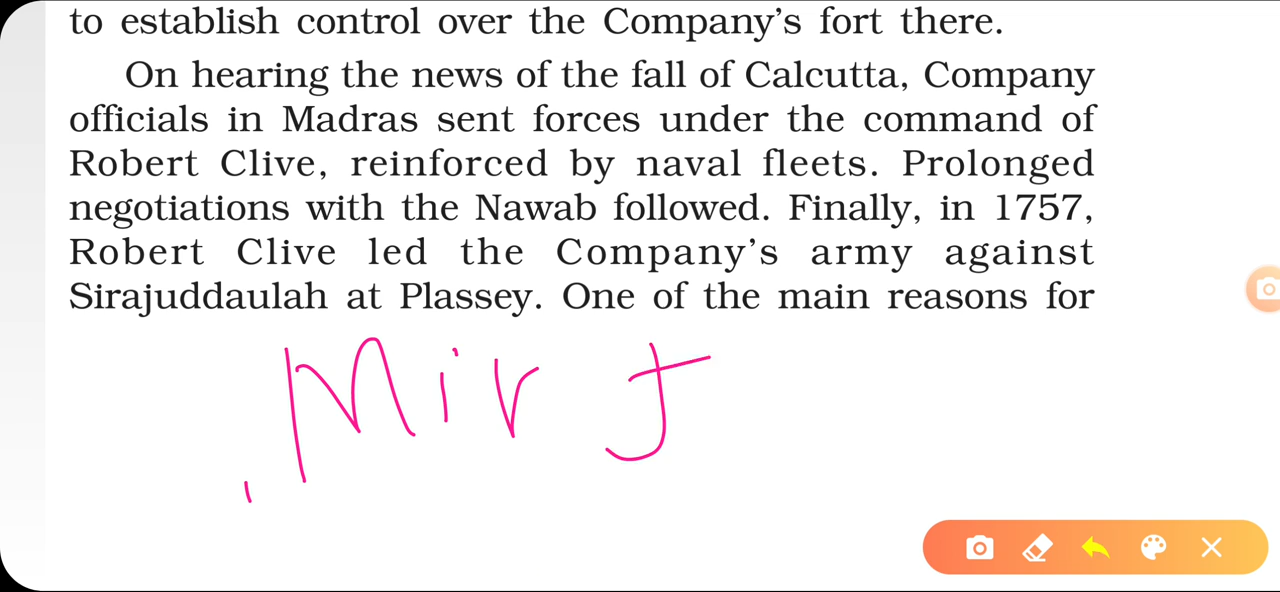 to establish control over the Company’s fort there.
On hearing the news of the fall of Calcutta, Company
officials in Madras sent forces under the command of
Robert Clive, reinforced by naval fleets. Prolonged
negotiations with the Nawab followed. Finally, in 1757,
Robert Clive led the Company’s army against
Sirajuddaulah at Plassey. One of the main reasons for
Mir J